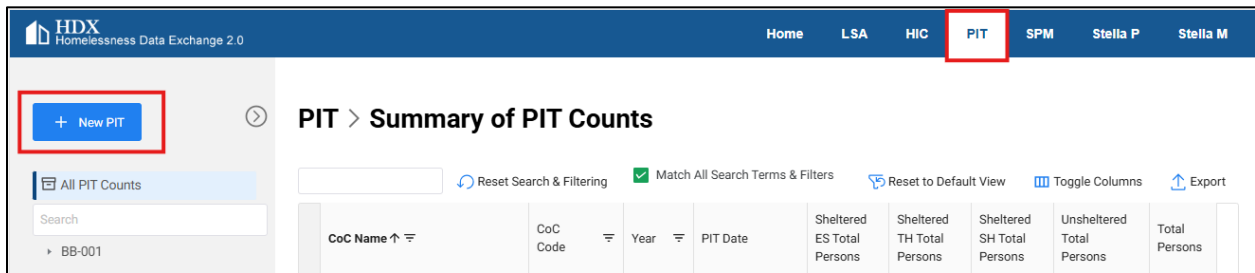 HDX
Homelessness Data Exchange 2.0
Home LSA HIC PIT SPM Stella P Stella M
+ New PIT
PIT > Summary of PIT Counts
All PIT Counts
Reset Search & Filtering
Match All Search Terms & Filters
Reset to Default View
Toggle Columns
Export
Search
BB-001
CoC Name
CoC
Code
Year
PIT Date
Sheltered
ES Total
Persons
Sheltered
TH Total
Persons
Sheltered
SH Total
Persons
Unsheltered
Total
Persons
Total
Persons